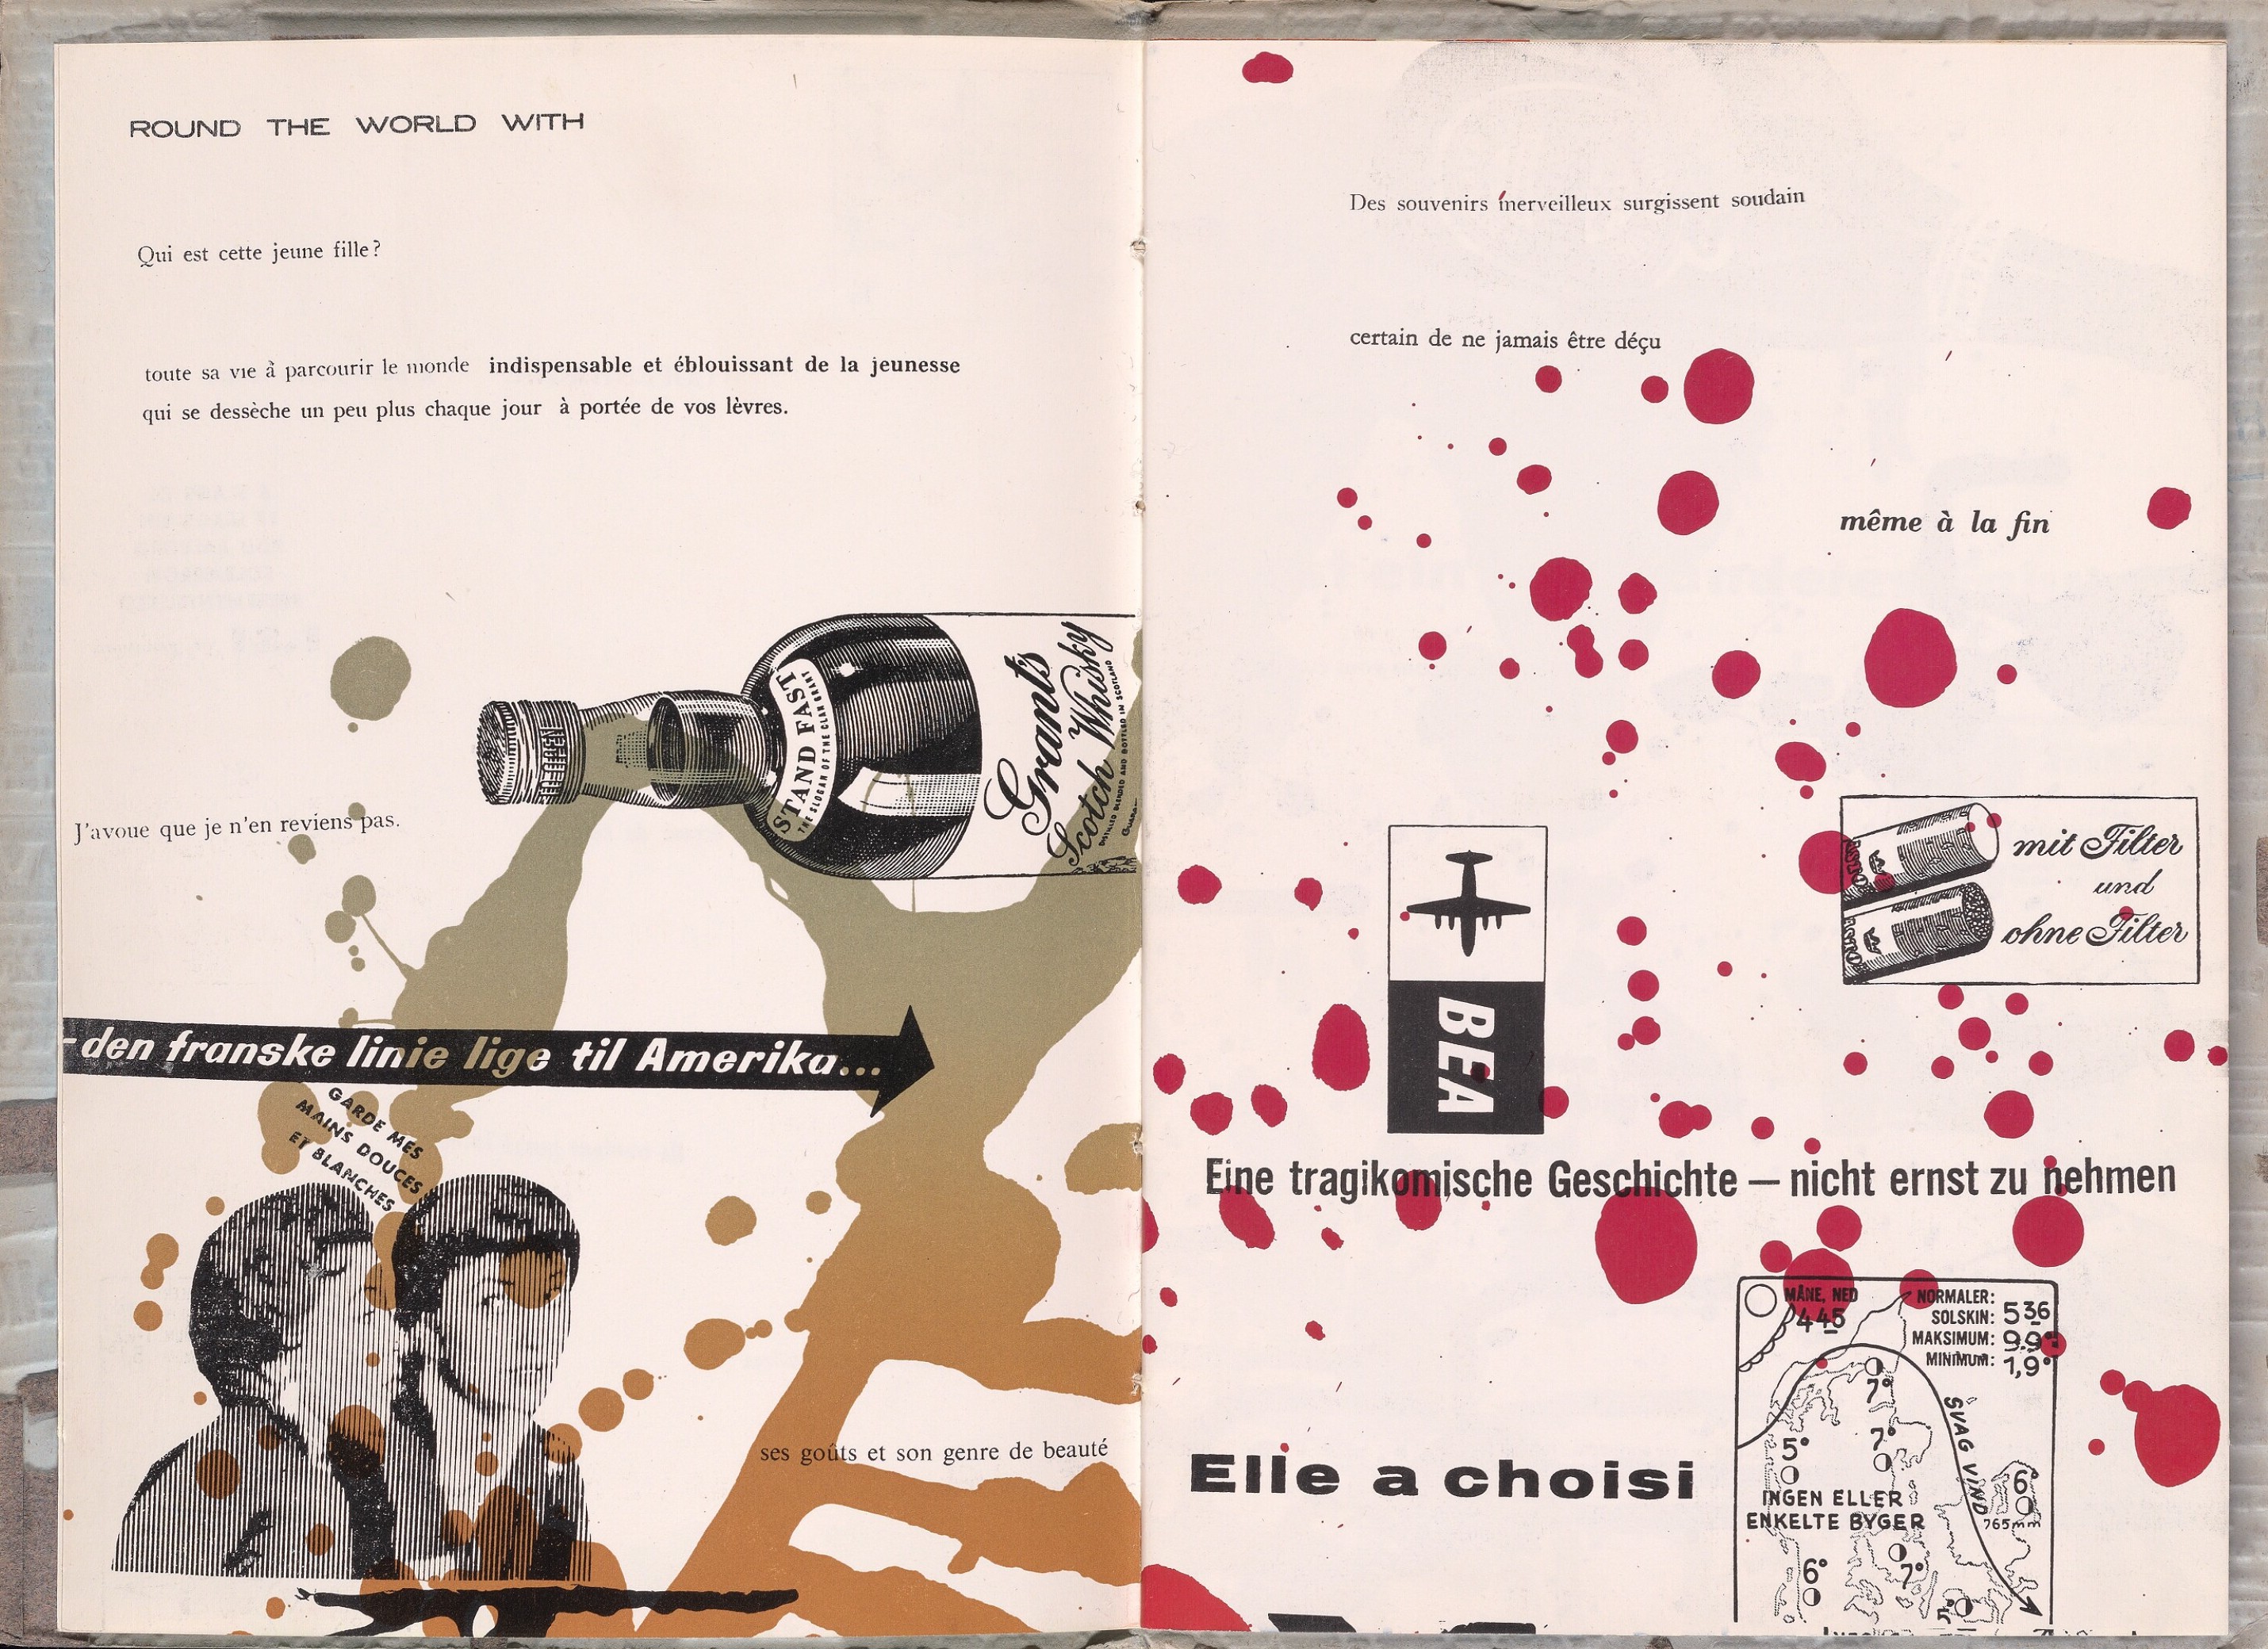 ROUND THE WORLD WITH
Qui est cette jeune fille?
toute sa vie à parcourir le monde indispensable et éblouissant de la jeunesse
qui se dessèche un peu plus chaque jour à portée de vos lèvres.
STAND FAST
THE SLOGAN OF THE CLAN GRANT
Grant's
Scotch Whisky
DISTILLED BLENDED AND BOTTLED IN SCOTLAND
J'avoue que je n'en reviens pas.
-den franske linie lige til Amerika...
GARDE MES
MAINS DOUCES
ET BLANCHES
ses goûts et son genre de beauté
Des souvenirs merveilleux surgissent soudain
certain de ne jamais être déçu
même à la fin
mit Filter
und
ohne Filter
BEA
Eine tragikomische Geschichte — nicht ernst zu nehmen
Elle a choisi
MÅNE, NED
445
NORMALER:
SOLSKIN: 536
MAKSIMUM: 9.9°
MINIMUM: 1,9°
7°
SVAG VIND
5°
7°
6°
INGEN ELLER
ENKELTE BYGER
765mm
6°
7°
5°